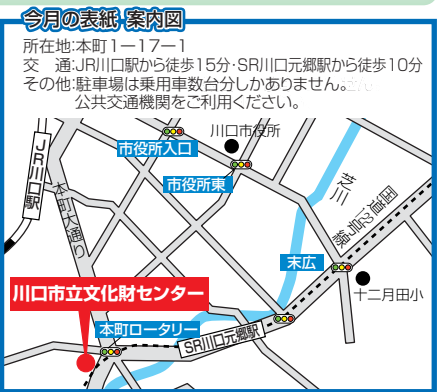 今月の表紙 案内図
所在地:本町1ー17ー1
交　通:JR川口駅から徒歩15分･SR川口元郷駅から徒歩10分
その他:駐車場は乗用車数台分しかありません。
公共交通機関をご利用ください。
川口市役所
市役所入口
JR川口駅
市役所東
本町大通り
芝川
国道122号線
末広
川口市立文化財センター
十二月田小
本町ロータリー
SR川口元郷駅